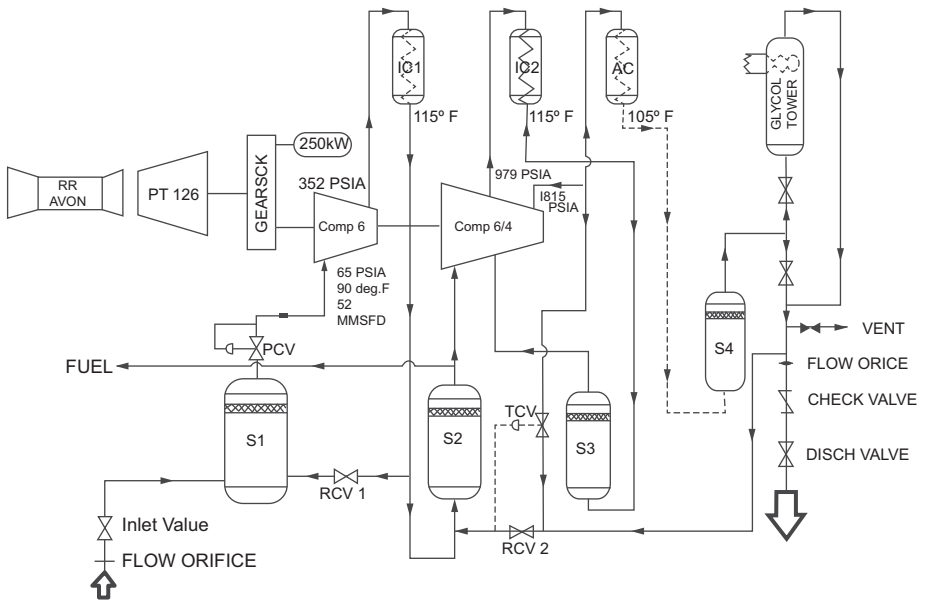 IC1
IC2
AC
GLYCOL
TOWER
115º F
115º F
105º F
250kW
RR
AVON
PT 126
GEARSCK
352 PSIA
979 PSIA
I815
PSIA
Comp 6
Comp 6/4
65 PSIA
90 deg.F
52
MMSFD
PCV
FUEL
VENT
FLOW ORICE
S4
CHECK VALVE
TCV
S1
S2
S3
DISCH VALVE
RCV 1
Inlet Value
RCV 2
FLOW ORIFICE